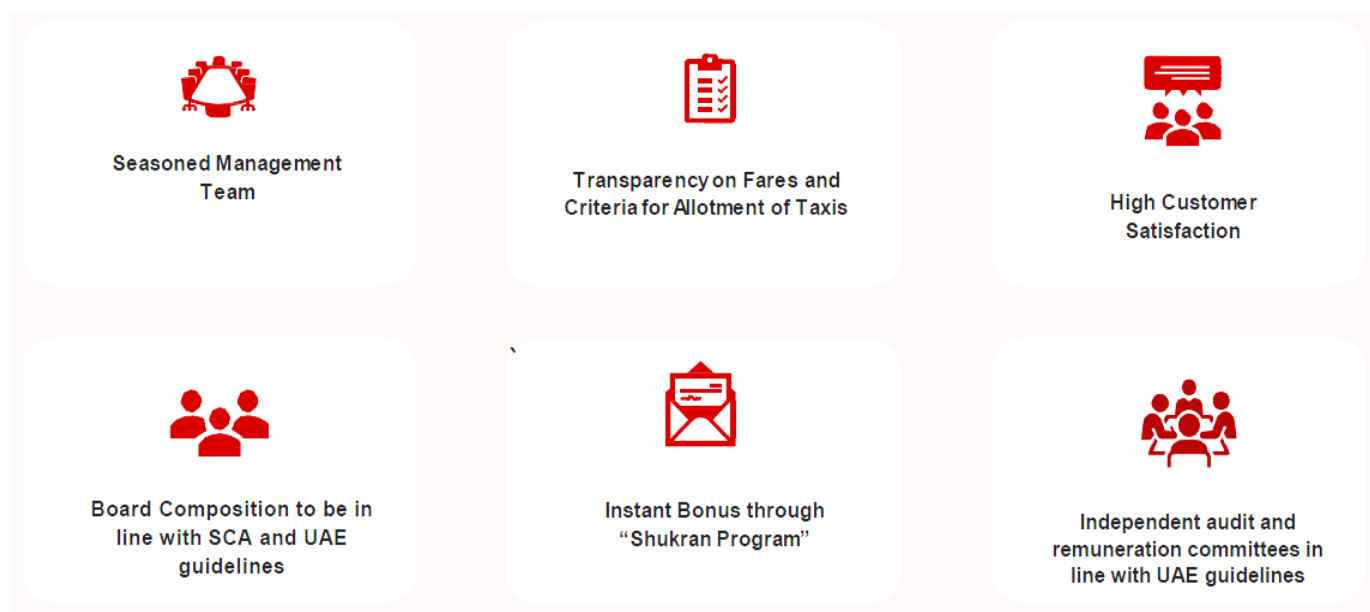 Seasoned Management
Team
Transparency on Fares and
Criteria for Allotment of Taxis
High Customer
Satisfaction
Board Composition to be in
line with SCA and UAE
guidelines
`
Instant Bonus through
“Shukran Program”
Independent audit and
remuneration committees in
line with UAE guidelines